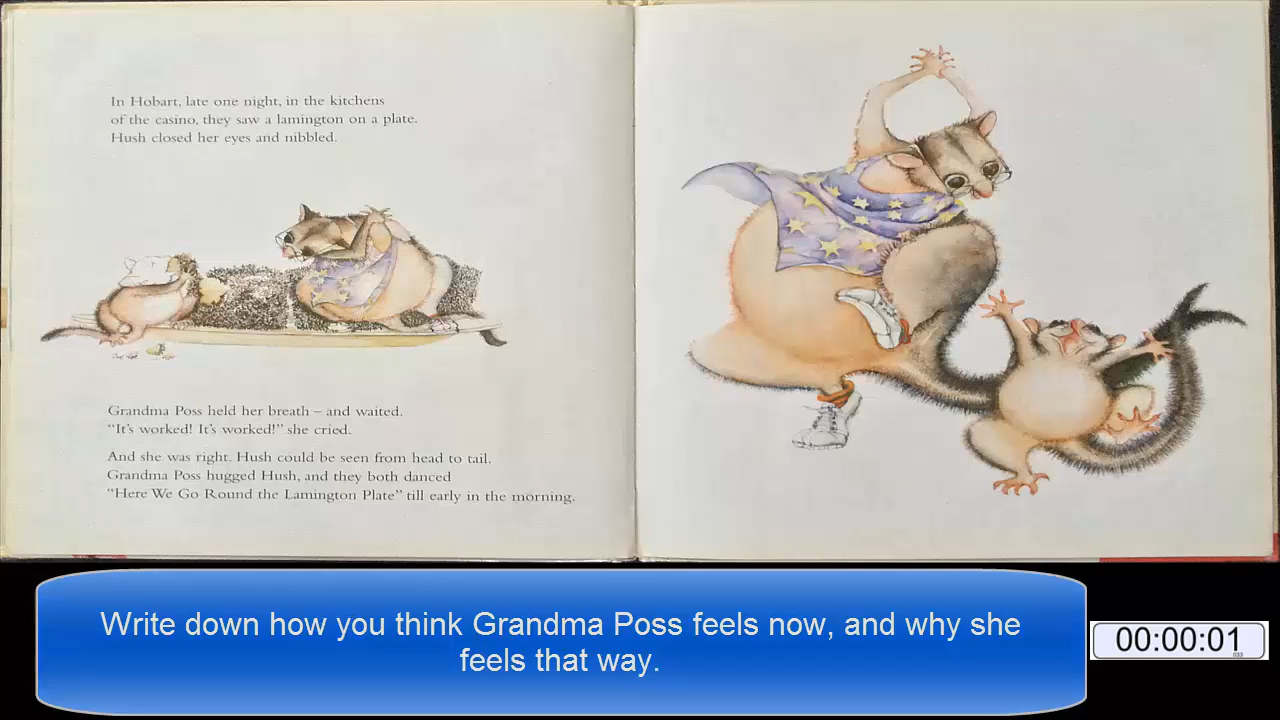 In Hobart, late one night, in the kitchens
of the casino, they saw a lamington on a plate.
Hush closed her eyes and nibbled.
Grandma Poss held her breath – and waited.
“It’s worked! It’s worked!” she cried.
And she was right. Hush could be seen from head to tail.
Grandma Poss hugged Hush, and they both danced
“Here We Go Round the Lamington Plate” till early in the morning.
Write down how you think Grandma Poss feels now, and why she
feels that way.
00:00:01